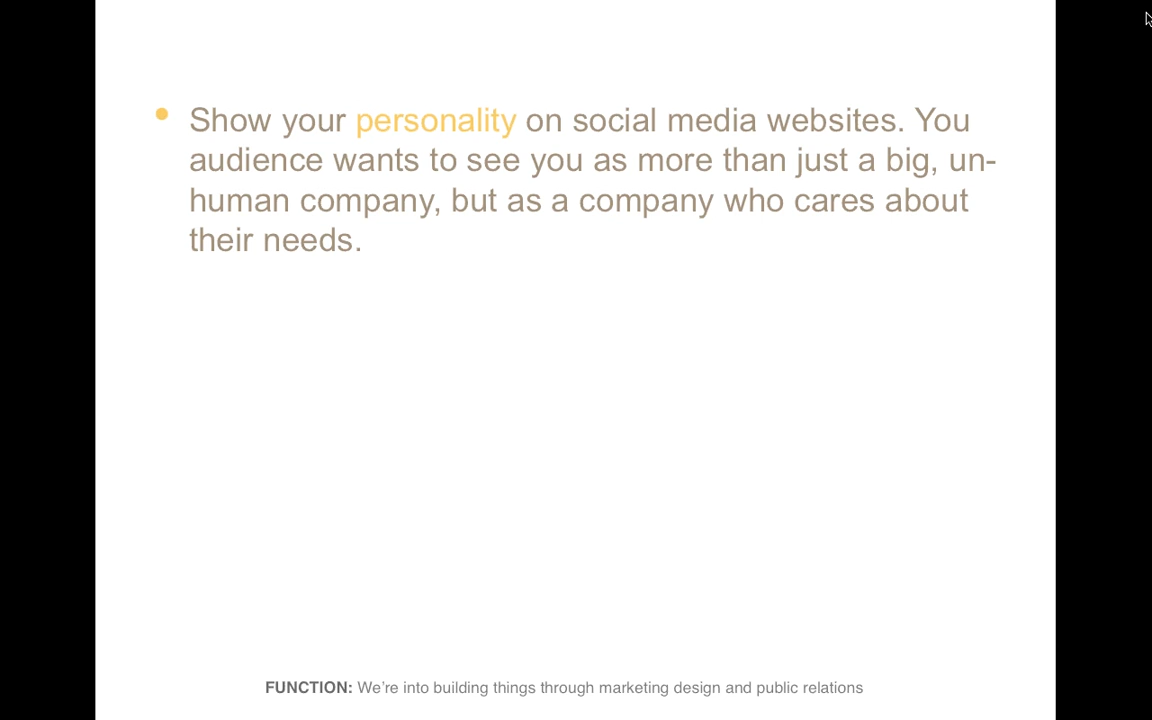 • Show your personality on social media websites. You
audience wants to see you as more than just a big, un-
human company, but as a company who cares about
their needs.
FUNCTION: We’re into building things through marketing design and public relations